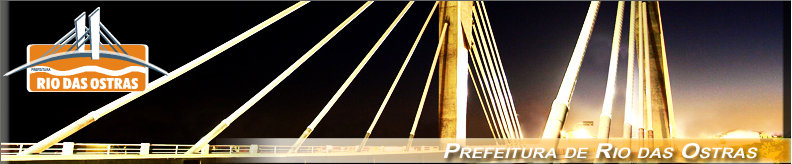 PREFEITURA
RIO DAS OSTRAS
PREFEITURA DE RIO DAS OSTRAS